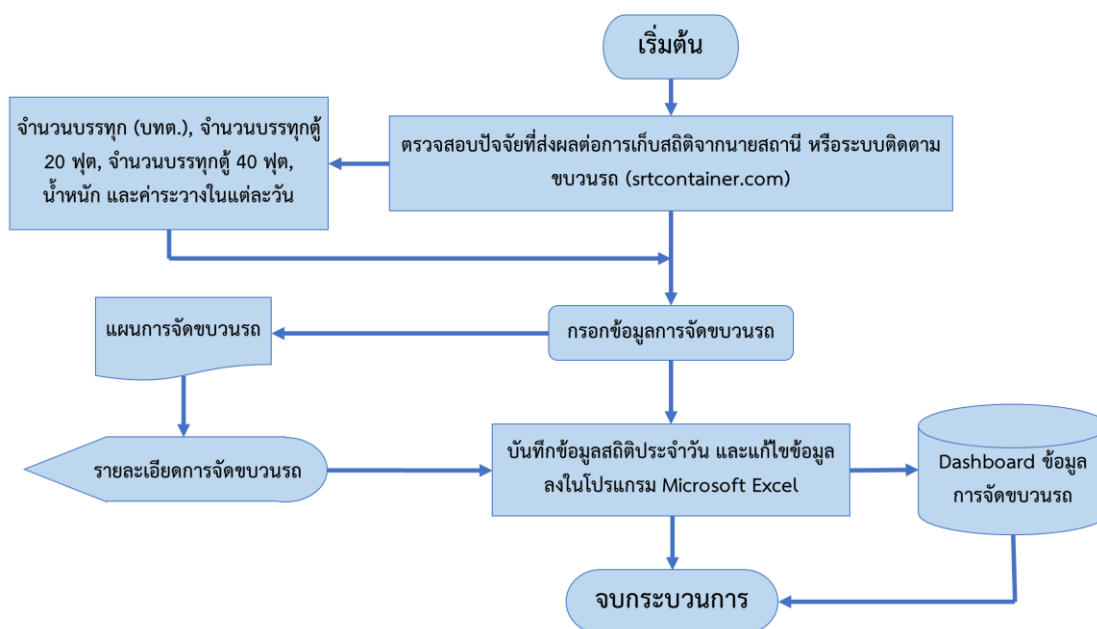 เริ่มต้น
จำนวนบรรทุก (บทต.), จำนวนบรรทุกตู้
20 ฟุต, จำนวนบรรทุกตู้ 40 ฟุต,
น้ำหนัก และค่าระวางในแต่ละวัน
ตรวจสอบปัจจัยที่ส่งผลต่อการเก็บสถิติจากนายสถานี หรือระบบติดตาม
ขบวนรถ (srtcontainer.com)
แผนการจัดขบวนรถ
กรอกข้อมูลการจัดขบวนรถ
รายละเอียดการจัดขบวนรถ
บันทึกข้อมูลสถิติประจำวัน และแก้ไขข้อมูล
ลงในโปรแกรม Microsoft Excel
Dashboard ข้อมูล
การจัดขบวนรถ
จบกระบวนการ